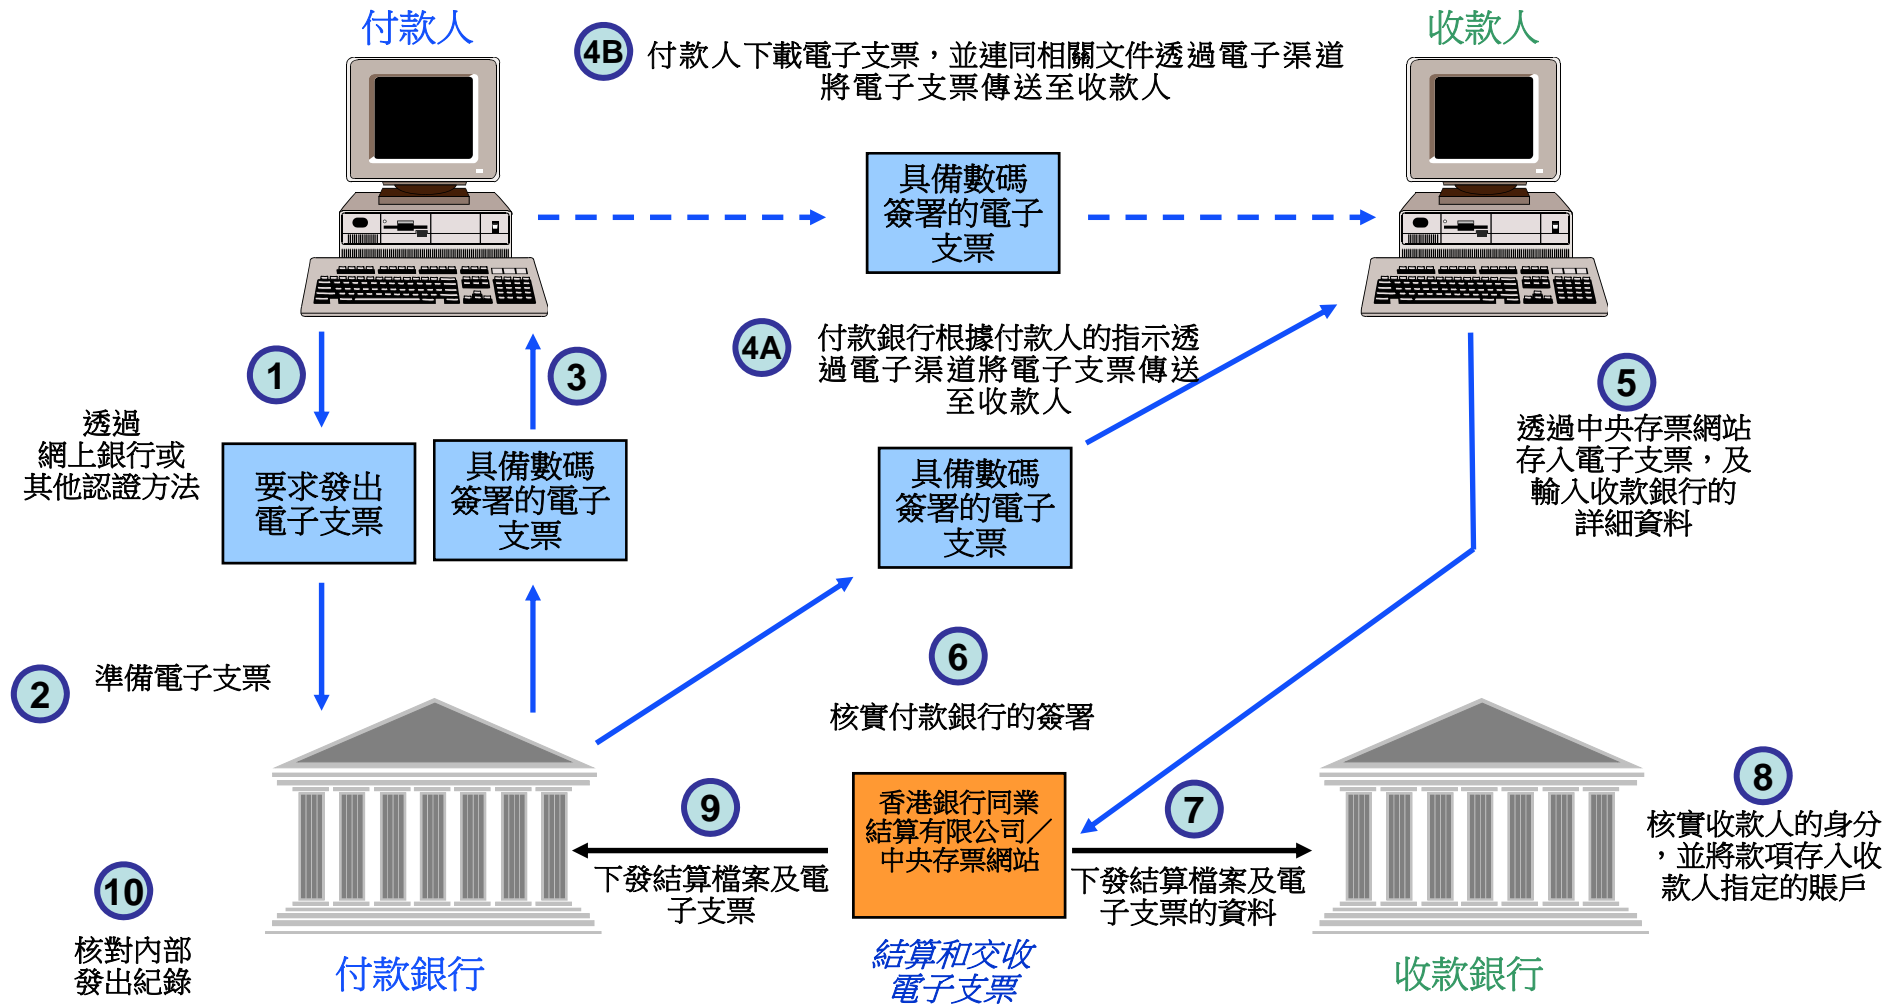 付款人
4B
付款人下載電子支票，並連同相關文件透過電子渠道
將電子支票傳送至收款人
收款人
具備數碼
簽署的電子
支票
4A
付款銀行根據付款人的指示透
過電子渠道將電子支票傳送
至收款人
1
3
5
透過
網上銀行或
其他認證方法
要求發出
電子支票
具備數碼
簽署的電子
支票
具備數碼
簽署的電子
支票
透過中央存票網站
存入電子支票，及
輸入收款銀行的
詳細資料
2
準備電子支票
6
核實付款銀行的簽署
9
香港銀行同業
結算有限公司／
中央存票網站
7
8
核實收款人的身分
，並將款項存入收
款人指定的賬戶
下發結算檔案及電
子支票
下發結算檔案及電
子支票的資料
10
核對內部
發出紀錄
付款銀行
結算和交收
電子支票
收款銀行